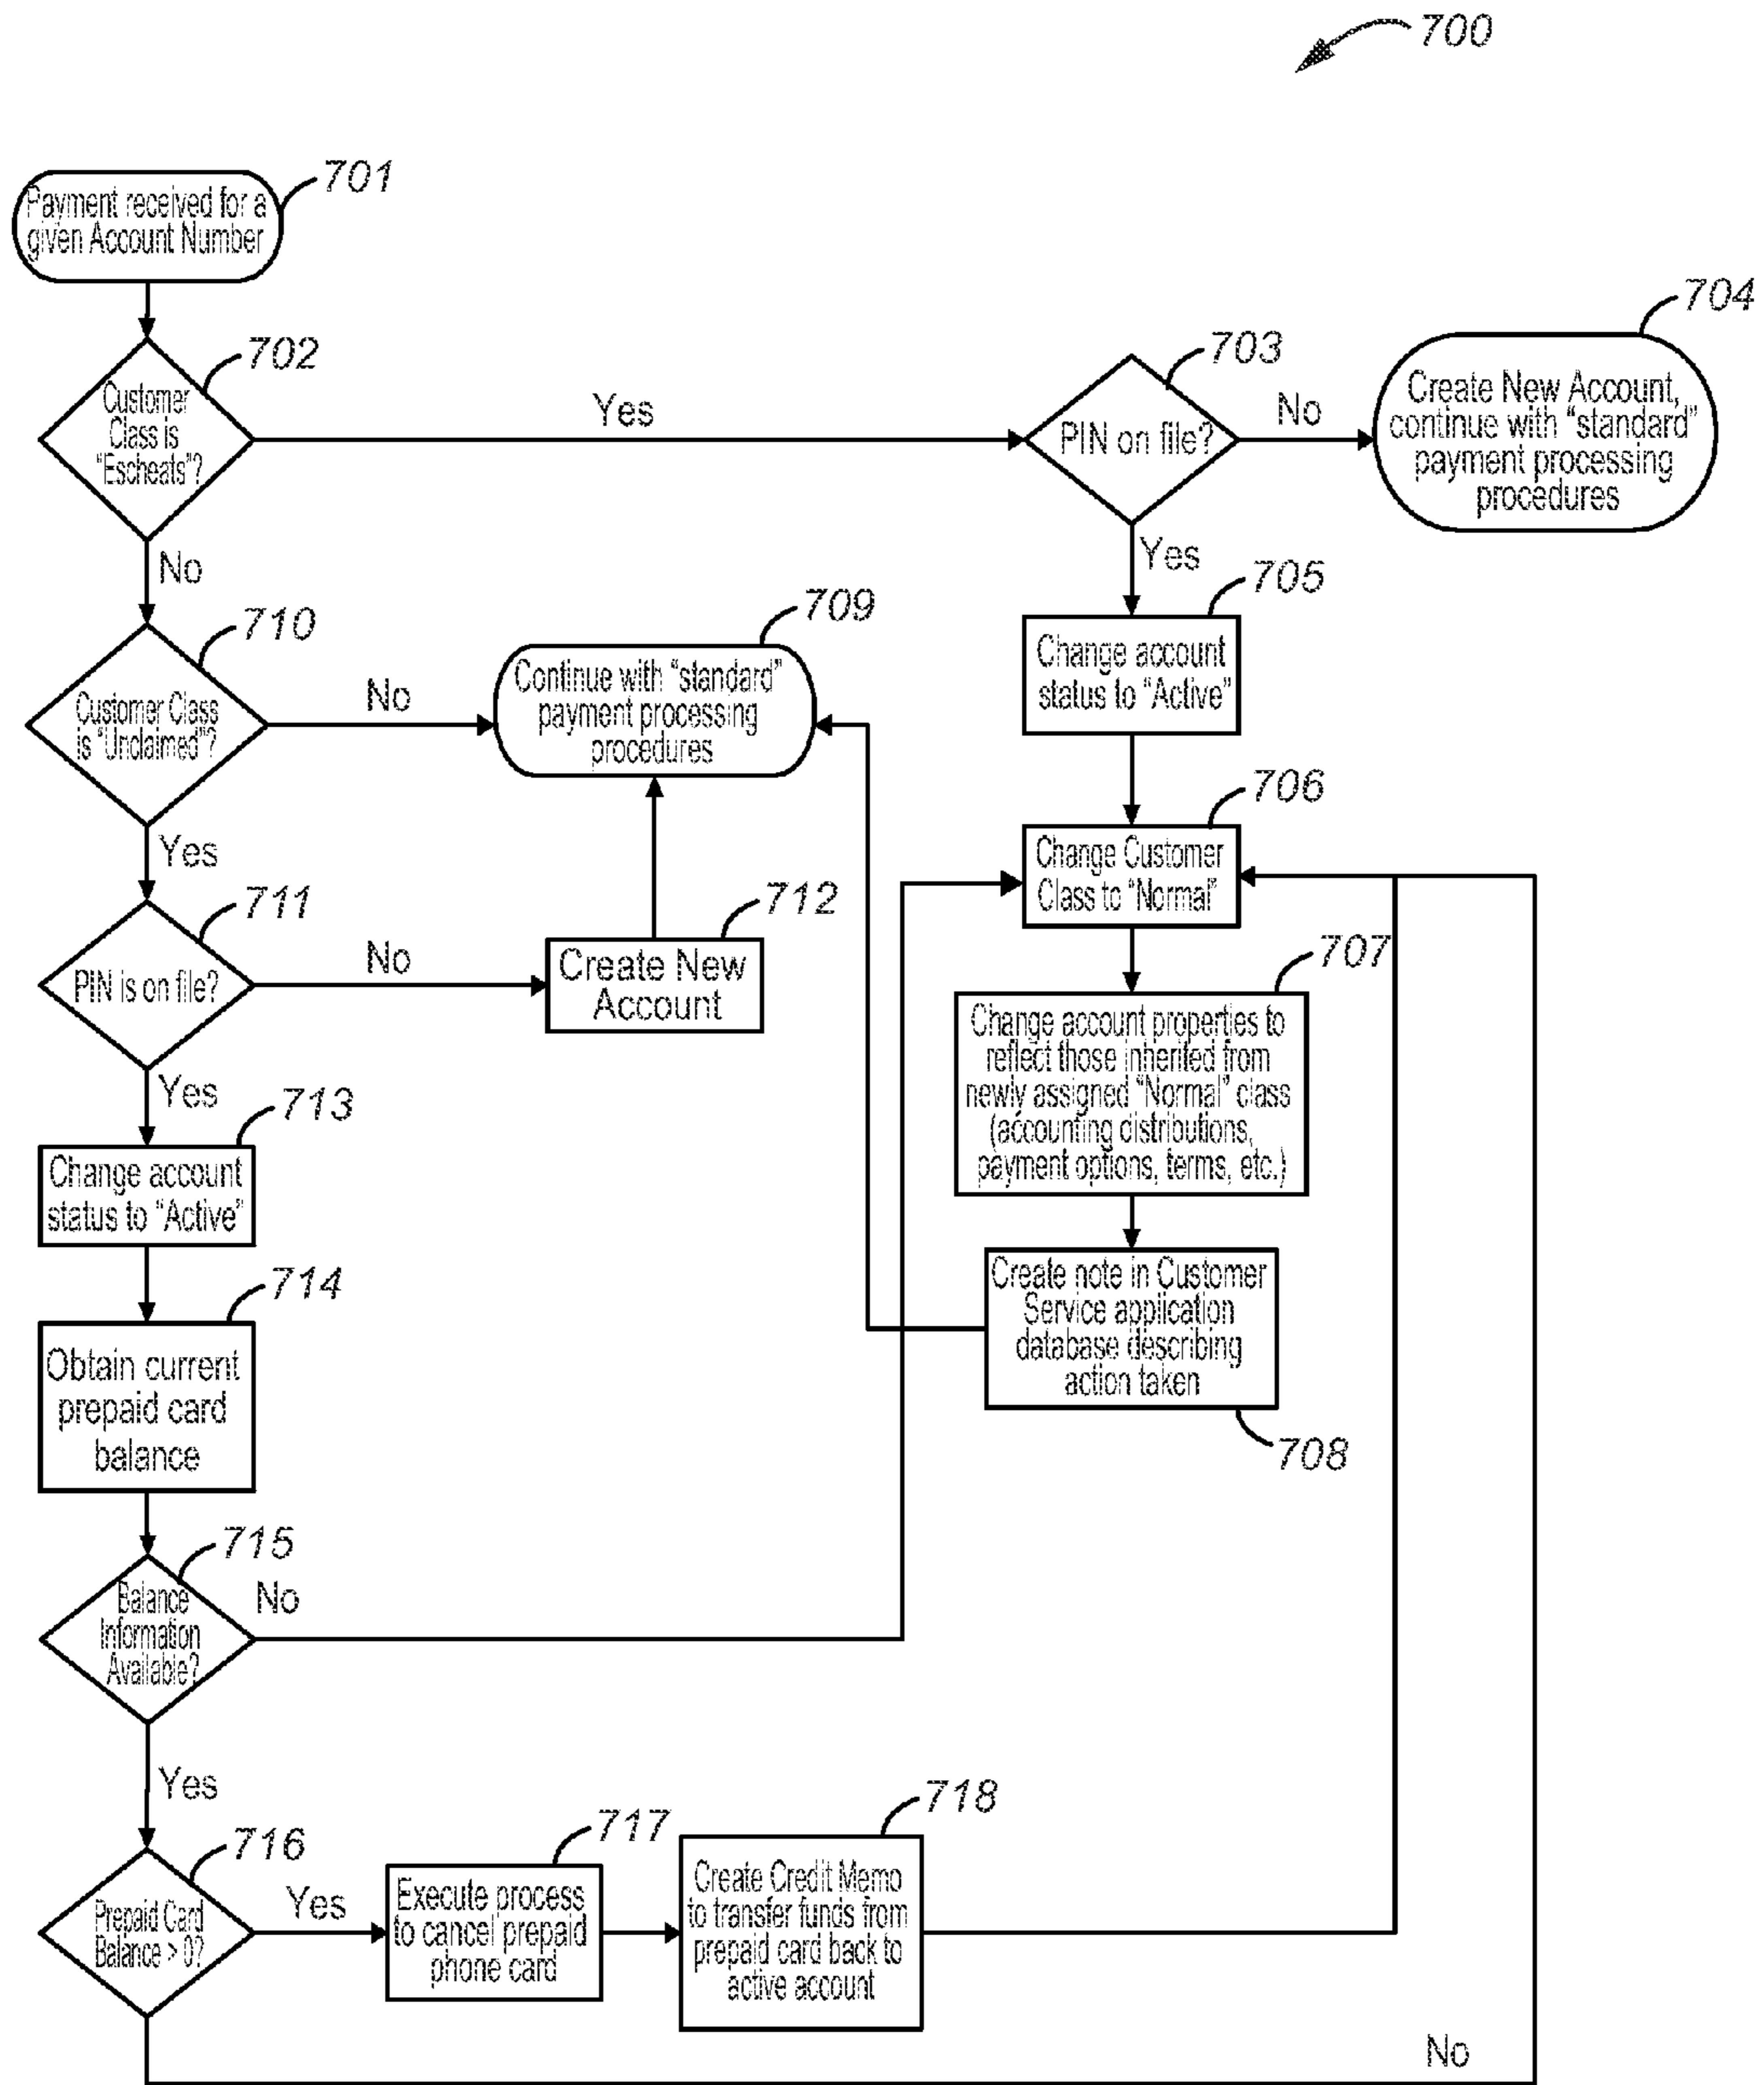 700
701
Payment received for a
given Account Number
702
Customer
Class is
"Escheats"?
Yes
703
PIN on file?
No
704
Create New Account,
continue with "standard"
payment processing
procedures
No
Yes
705
Change account
status to "Active"
710
Customer Class
is "Unclaimed"?
No
709
Continue with "standard"
payment processing
procedures
706
Change Customer
Class to "Normal"
Yes
711
PIN is on file?
No
712
Create New
Account
707
Change account properties to
reflect those inherited from
newly assigned "Normal" class
(accounting distributions,
payment options, terms, etc.)
Yes
713
Change account
status to "Active"
708
Create note in Customer
Service application
database describing
action taken
714
Obtain current
prepaid card
balance
715
Balance
Information
Available?
No
Yes
716
Prepaid Card
Balance > 0?
Yes
717
Execute process
to cancel prepaid
phone card
718
Create Credit Memo
to transfer funds from
prepaid card back to
active account
No